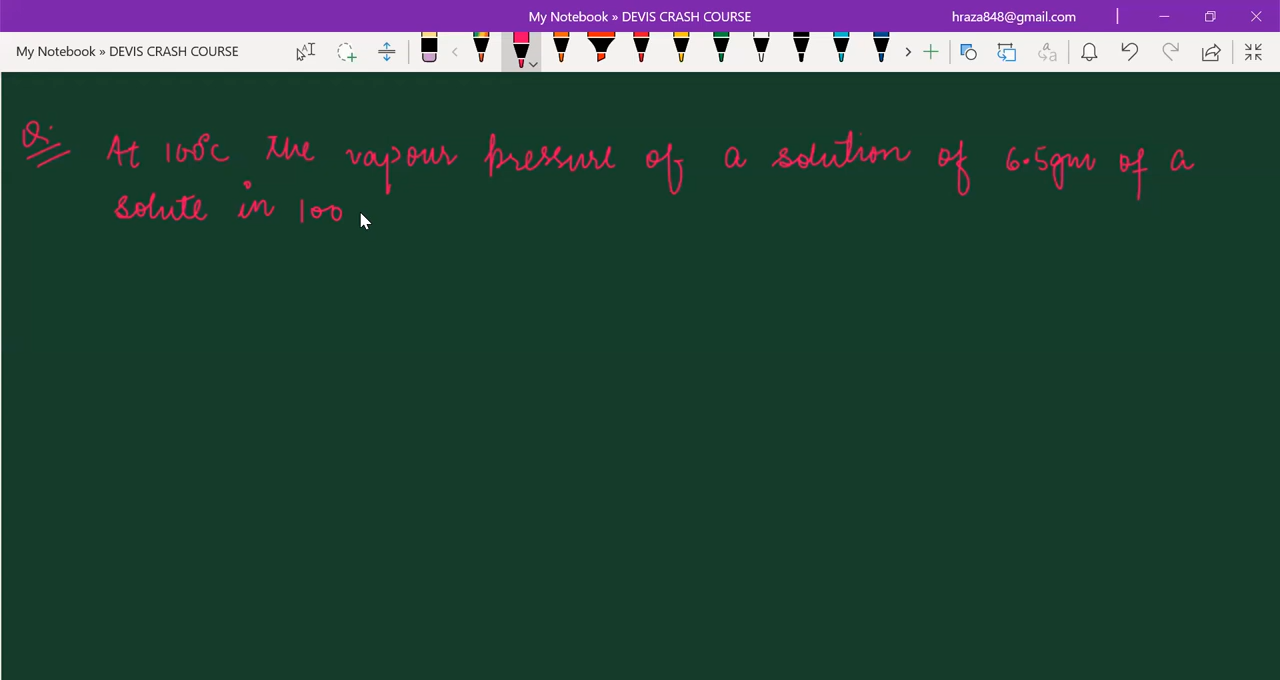 My Notebook » DEVIS CRASH COURSE
hraza848@gmail.com
My Notebook » DEVIS CRASH COURSE
Q:
At 100°c the vapour pressure of a solution of 6.5gm of a
solute in 100